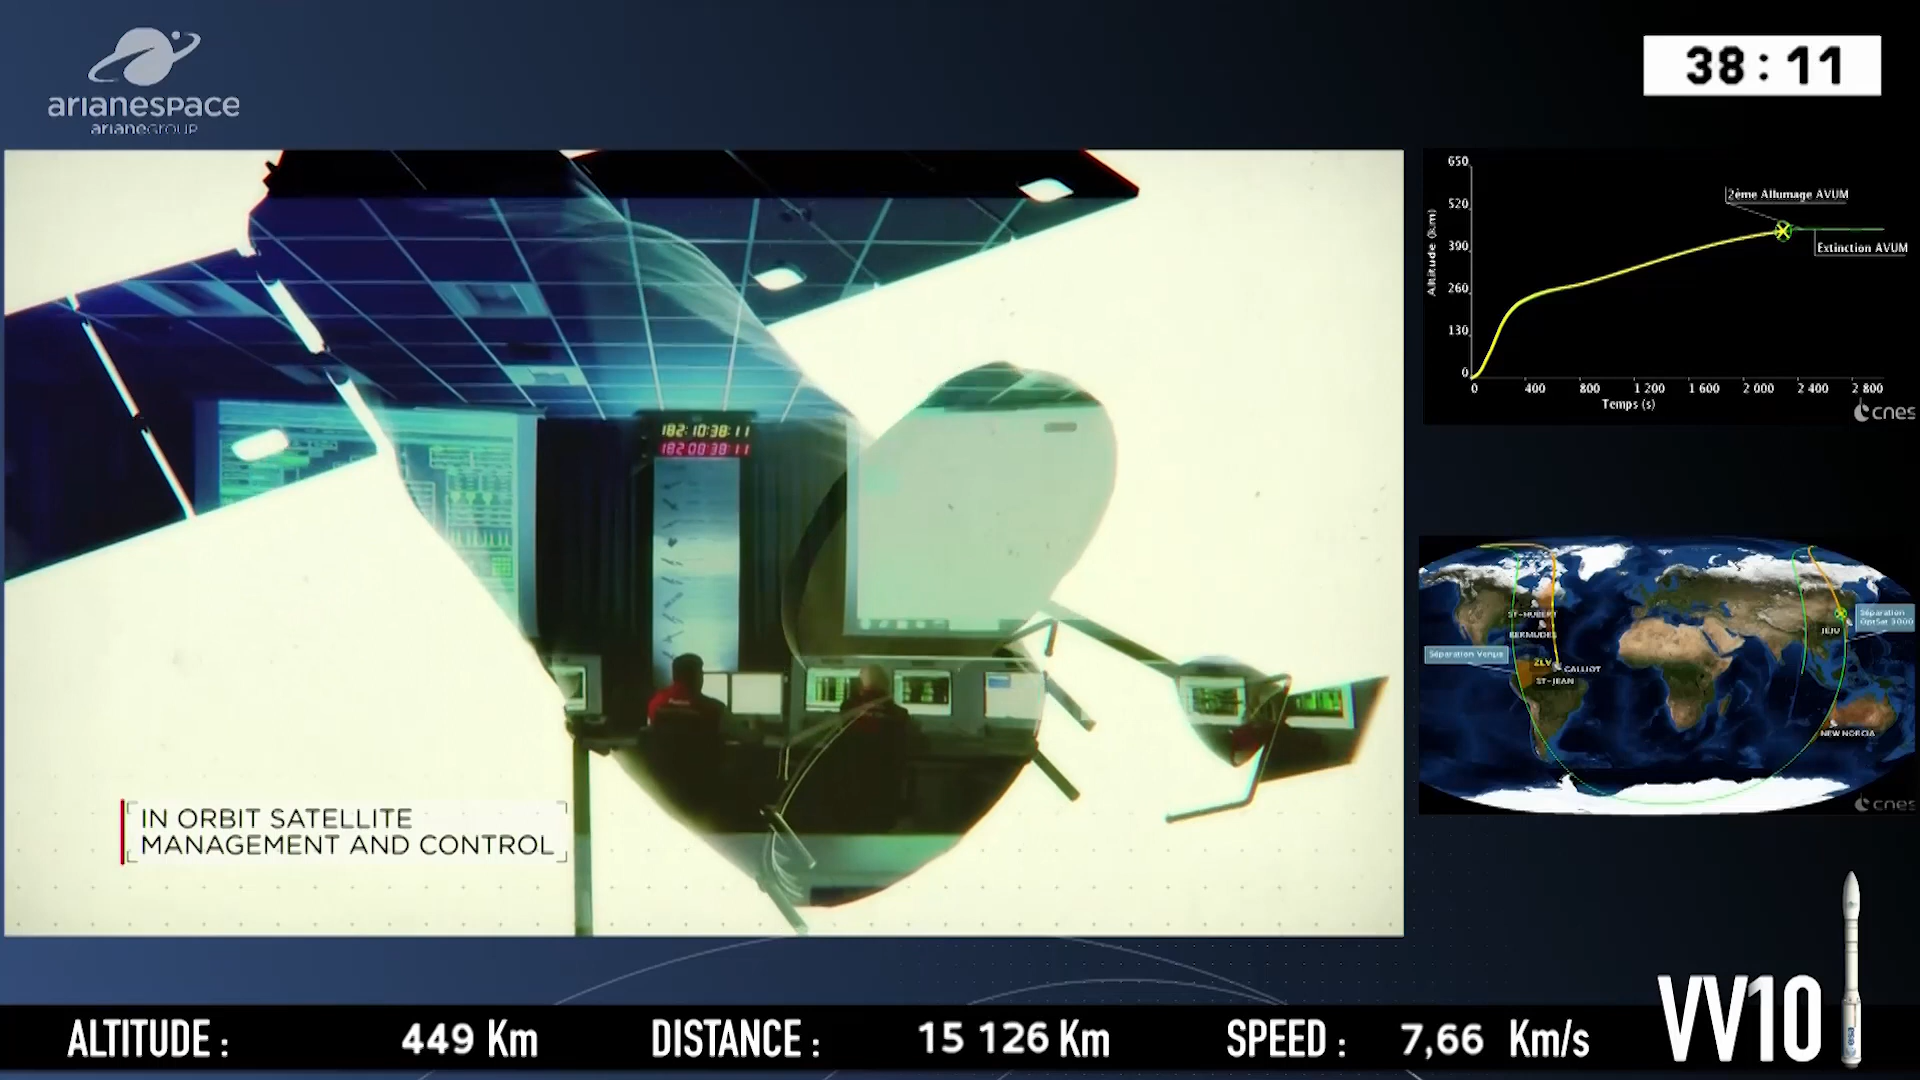 arianespace
arianeGROUP
38:11
650
520
390
260
130
0
Altitude (km)
2ème Allumage AVUM
Extinction AVUM
0 400 800 1 200 1 600 2 000 2 400 2 800
Temps (s)
cnes
182:10:38:11
182:08:38:11
IN ORBIT SATELLITE
MANAGEMENT AND CONTROL
ST-HUBERT
BERMUDES
Séparation Venµs
ZLV
GALLIOT
ST-JEAN
Séparation
OptSat 3000
JEJU
NEW NORCIA
cnes
ALTITUDE : 449 Km DISTANCE : 15 126 Km SPEED : 7,66 Km/s
VV10
esa